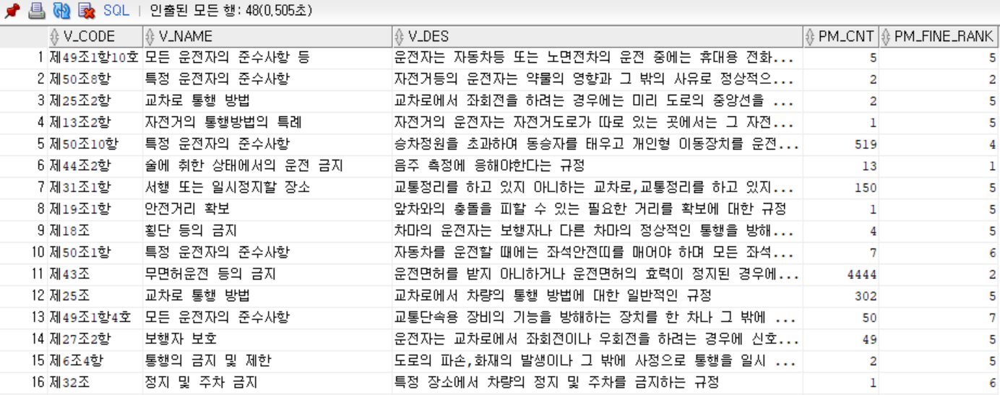 SQL | 인출된 모든 행: 48(0,505초)
V_CODE V_NAME V_DES PM_CNT PM_FINE_RANK
1 제49조1항10호 모든 운전자의 준수사항 등 운전자는 자동차등 또는 노면전차의 운전 중에는 휴대용 전화... 5 5
2 제50조8항 특정 운전자의 준수사항 자전거등의 운전자는 약물의 영향과 그 밖의 사유로 정상적으... 2 2
3 제25조2항 교차로 통행 방법 교차로에서 좌회전을 하려는 경우에는 미리 도로의 중앙선을 ... 2 5
4 제13조2항 자전거의 통행방법의 특례 자전거의 운전자는 자전거도로가 따로 있는 곳에서는 그 자전... 1 5
5 제50조10항 특정 운전자의 준수사항 승차정원을 초과하여 동승자를 태우고 개인형 이동장치를 운전... 519 4
6 제44조2항 술에 취한 상태에서의 운전 금지 음주 측정에 응해야한다는 규정 13 1
7 제31조1항 서행 또는 일시정지할 장소 교통정리를 하고 있지 아니하는 교차로,교통정리를 하고 있지... 150 5
8 제19조1항 안전거리 확보 앞차와의 충돌을 피할 수 있는 필요한 거리를 확보에 대한 규정 1 5
9 제18조 횡단 등의 금지 차마의 운전자는 보행자나 다른 차마의 정상적인 통행을 방해... 4 5
10 제50조1항 특정 운전자의 준수사항 자동차를 운전할 때에는 좌석안전띠를 매어야 하며 모든 좌석... 7 6
11 제43조 무면허운전 등의 금지 운전면허를 받지 아니하거나 운전면허의 효력이 정지된 경우에... 4444 2
12 제25조 교차로 통행 방법 교차로에서 차량의 통행 방법에 대한 일반적인 규정 302 5
13 제49조1항4호 모든 운전자의 준수사항 교통단속용 장비의 기능을 방해하는 장치를 한 차나 그 밖에 ... 50 7
14 제27조2항 보행자 보호 운전자는 교차로에서 좌회전이나 우회전을 하려는 경우에 신호... 49 5
15 제6조4항 통행의 금지 및 제한 도로의 파손,화재의 발생이나 그 밖에 사정으로 통행을 일시 ... 2 5
16 제32조 정지 및 주차 금지 특정 장소에서 차량의 정지 및 주차를 금지하는 규정 1 6